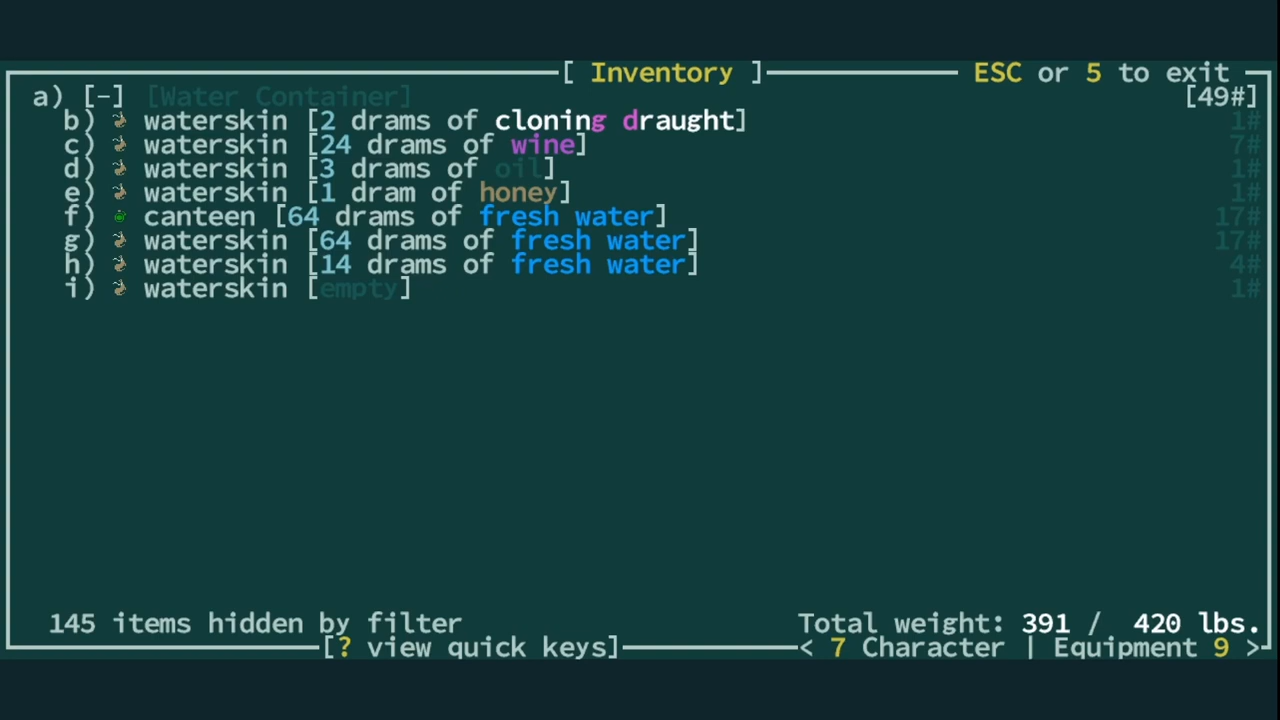 [ Inventory ] ESC or 5 to exit
a) [-] [Water Container] [49#]
b) waterskin [2 drams of cloning draught] 1#
c) waterskin [24 drams of wine] 7#
d) waterskin [3 drams of oil] 1#
e) waterskin [1 dram of honey] 1#
f) canteen [64 drams of fresh water] 17#
g) waterskin [64 drams of fresh water] 17#
h) waterskin [14 drams of fresh water] 4#
i) waterskin [empty] 1#
145 items hidden by filter Total weight: 391 / 420 lbs.
[? view quick keys] < 7 Character | Equipment 9 >